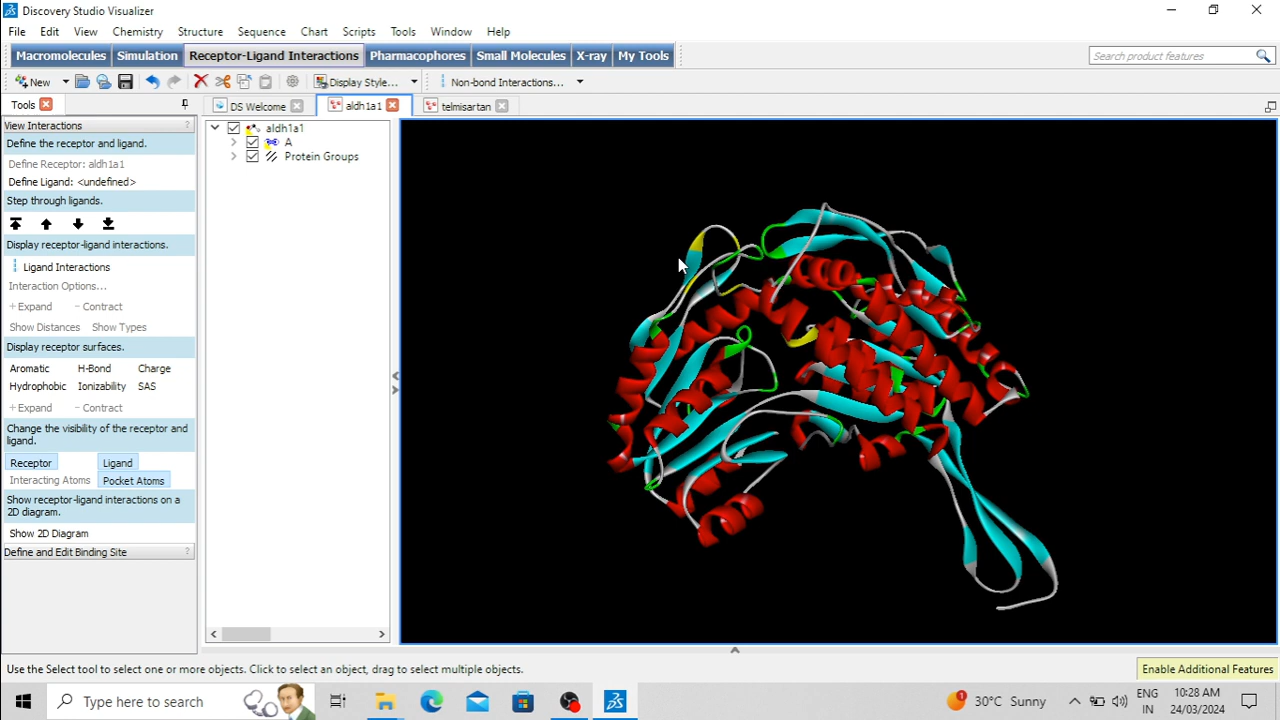 Discovery Studio Visualizer
File Edit View Chemistry Structure Sequence Chart Scripts Tools Window Help
Macromolecules Simulation Receptor-Ligand Interactions Pharmacophores Small Molecules X-ray My Tools Search product features
New Display Style... Non-bond Interactions...
Tools DS Welcome aldh1a1 telmisartan
View Interactions ?
Define the receptor and ligand.
Define Receptor: aldh1a1
Define Ligand: <undefined>
Step through ligands.
Display receptor-ligand interactions.
Ligand Interactions
Interaction Options...
+ Expand - Contract
Show Distances Show Types
Display receptor surfaces.
Aromatic H-Bond Charge
Hydrophobic Ionizability SAS
+ Expand - Contract
Change the visibility of the receptor and
ligand.
Receptor Ligand
Interacting Atoms Pocket Atoms
Show receptor-ligand interactions on a
2D diagram.
Show 2D Diagram
Define and Edit Binding Site ?
aldh1a1
A
Protein Groups
Use the Select tool to select one or more objects. Click to select an object, drag to select multiple objects. Enable Additional Features
Type here to search 1 30°C Sunny ENG IN 10:28 AM 24/03/2024